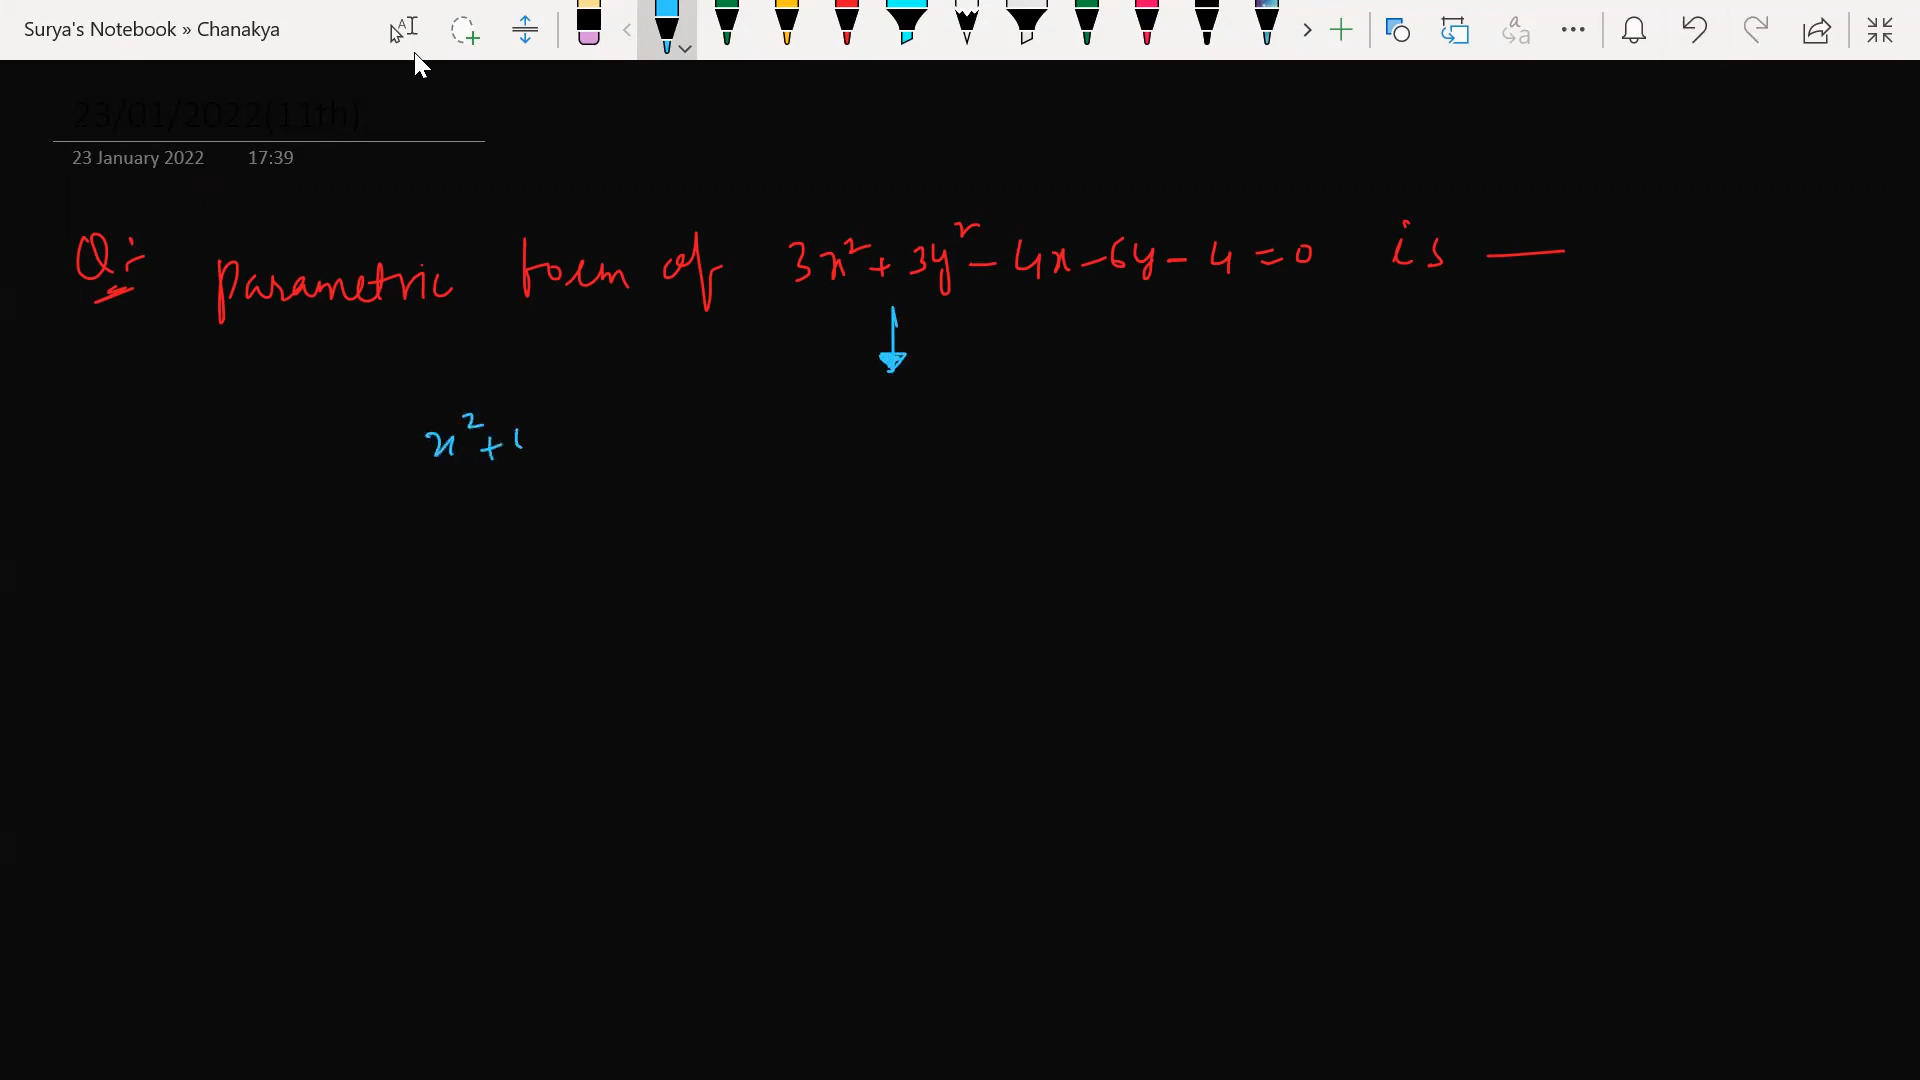 Surya's Notebook » Chanakya
23/01/2022(11th)
23 January 2022 17:39
Q:- Parametric form of 3x² + 3y² - 4x - 6y - 4 = 0 is —
x² +